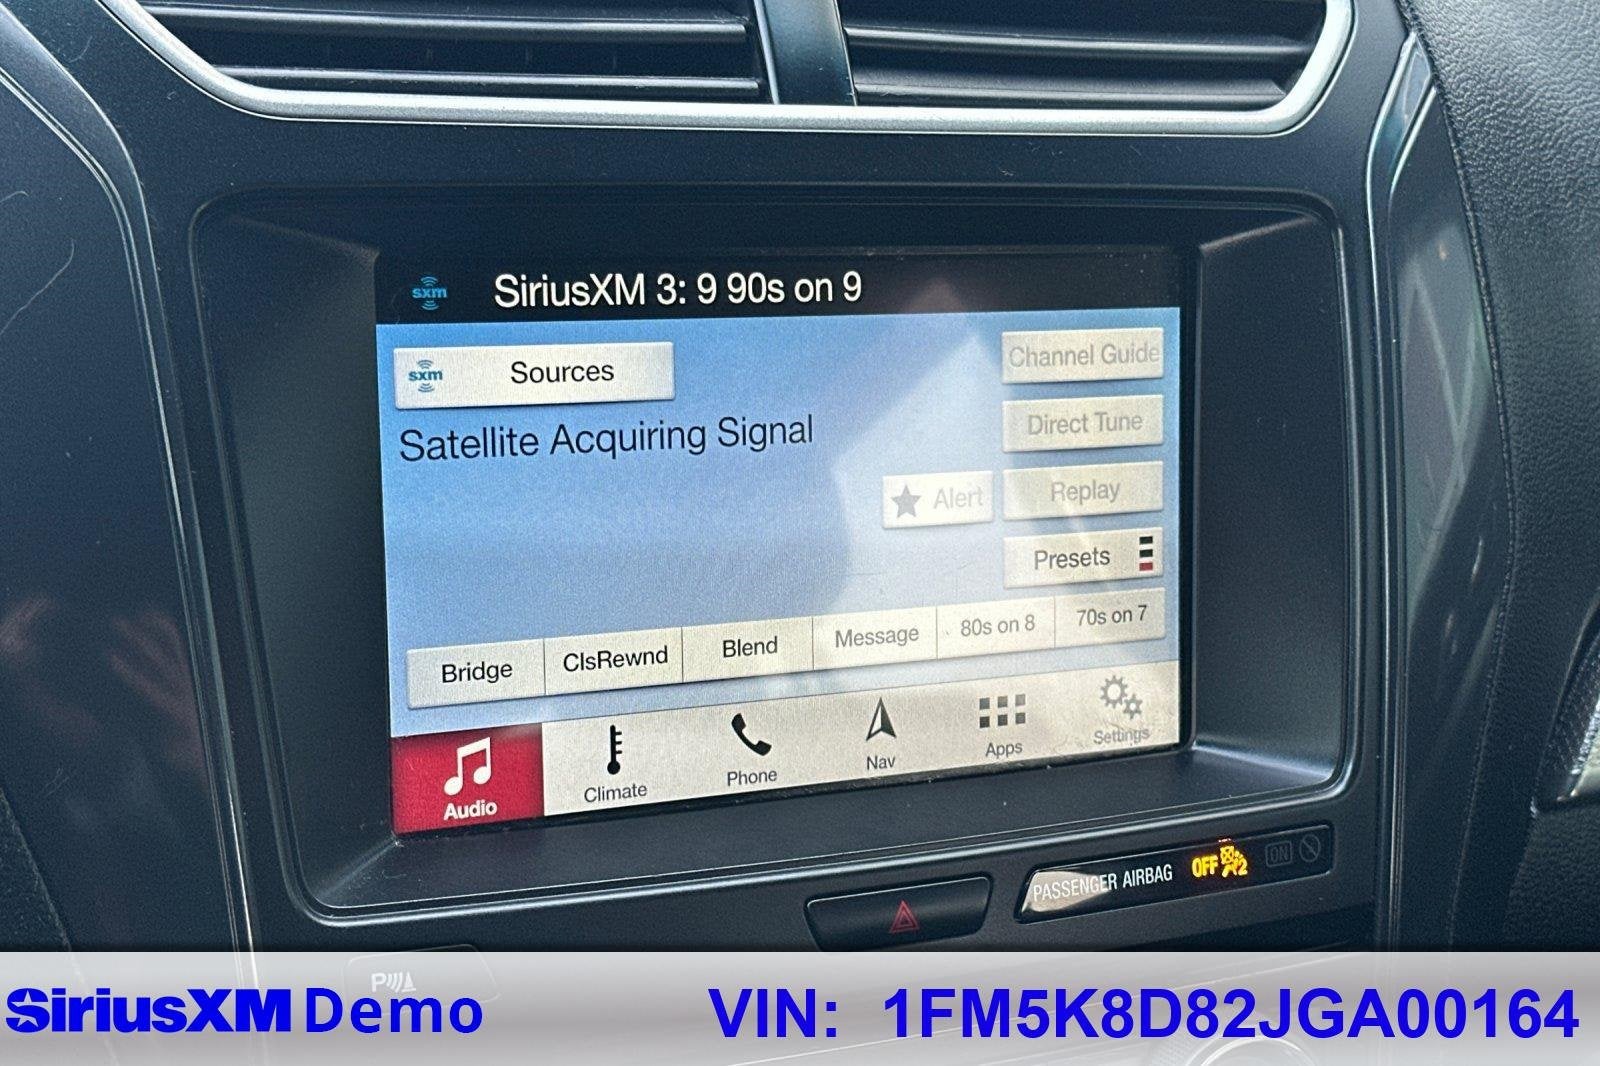 sxm SiriusXM 3: 9 90s on 9
sxm Sources
Channel Guide
Satellite Acquiring Signal
Direct Tune
Alert
Replay
Presets
Bridge ClsRewnd Blend Message 80s on 8 70s on 7
Audio Climate Phone Nav Apps Settings
PASSENGER AIRBAG OFF 2 ON
P
SiriusXM Demo VIN: 1FM5K8D82JGA00164